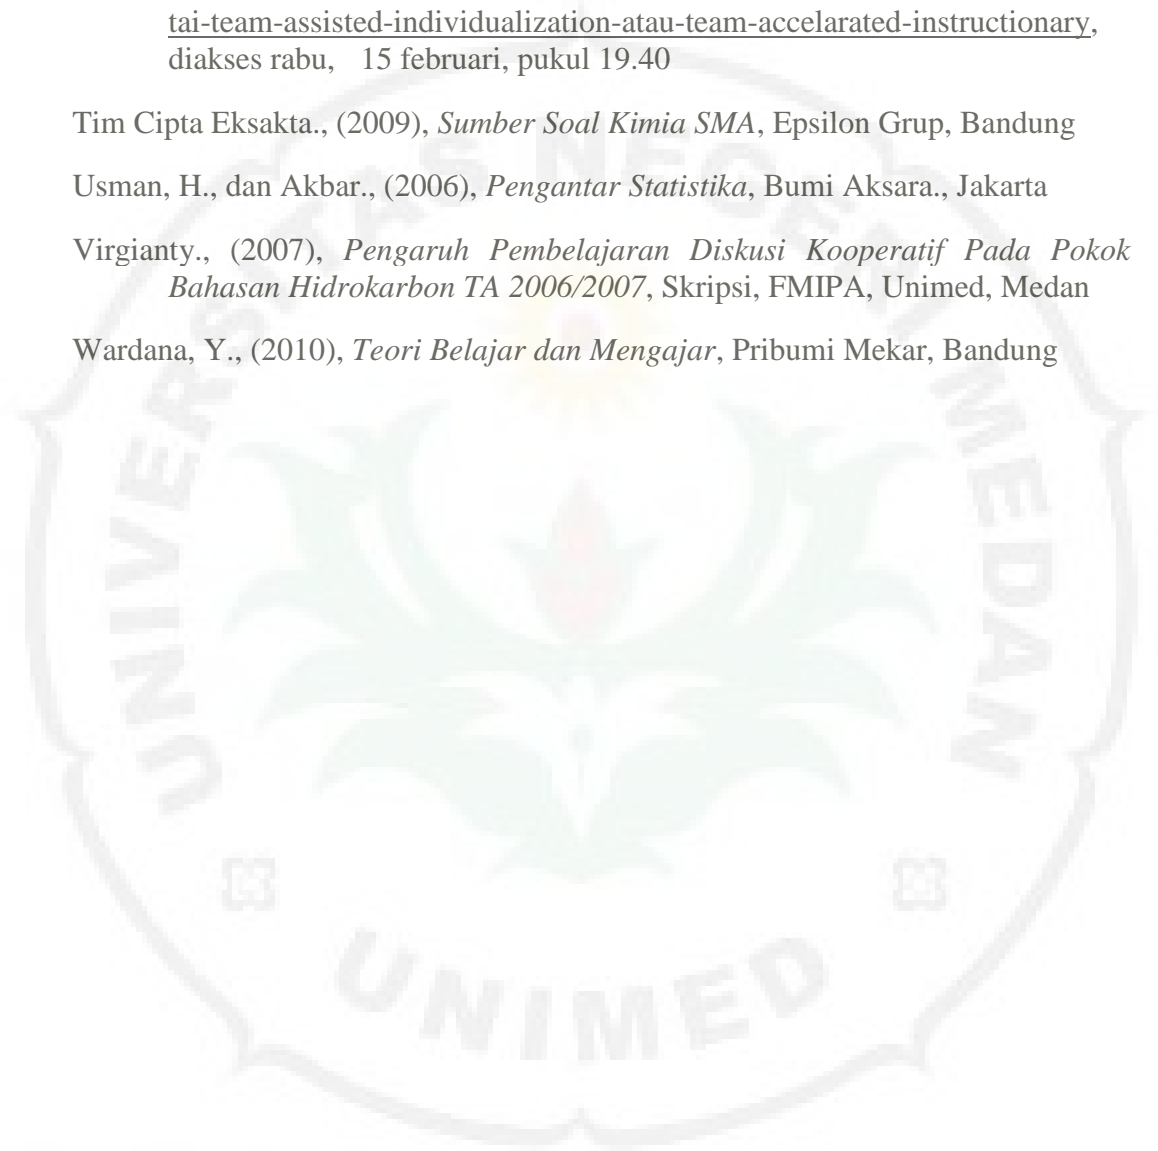 tai-team-assisted-individualization-atau-team-accelarated-instructionary,
diakses rabu, 15 februari, pukul 19.40
Tim Cipta Eksakta., (2009), Sumber Soal Kimia SMA, Epsilon Grup, Bandung
Usman, H., dan Akbar., (2006), Pengantar Statistika, Bumi Aksara., Jakarta
Virgianty., (2007), Pengaruh Pembelajaran Diskusi Kooperatif Pada Pokok
Bahasan Hidrokarbon TA 2006/2007, Skripsi, FMIPA, Unimed, Medan
Wardana, Y., (2010), Teori Belajar dan Mengajar, Pribumi Mekar, Bandung
UNIVERSITAS NEGERI MEDAN
UNIMED